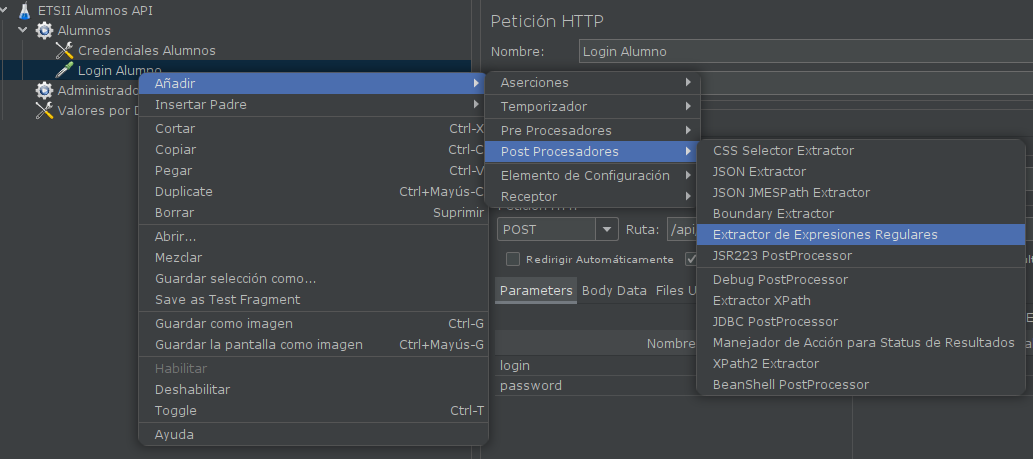 ETSII Alumnos API
Alumnos
Credenciales Alumnos
Login Alumno
Administrado
Valores por
Petición HTTP
Nombre: Login Alumno
Añadir
Insertar Padre
Cortar Ctrl-X
Copiar Ctrl-C
Pegar Ctrl-V
Duplicate Ctrl+Mayús-C
Borrar Suprimir
Abrir...
Mezclar
Guardar selección como...
Save as Test Fragment
Guardar como imagen Ctrl-G
Guardar la pantalla como imagen Ctrl+Mayús-G
Habilitar
Deshabilitar
Toggle Ctrl-T
Ayuda
Aserciones
Temporizador
Pre Procesadores
Post Procesadores
Elemento de Configuración
Receptor
CSS Selector Extractor
JSON Extractor
JSON JMESPath Extractor
Boundary Extractor
Extractor de Expresiones Regulares
JSR223 PostProcessor
Debug PostProcessor
Extractor XPath
JDBC PostProcessor
Manejador de Acción para Status de Resultados
XPath2 Extractor
BeanShell PostProcessor
POST Ruta: /api
Redirigir Automáticamente
Parameters Body Data Files U
Nombre
login
password